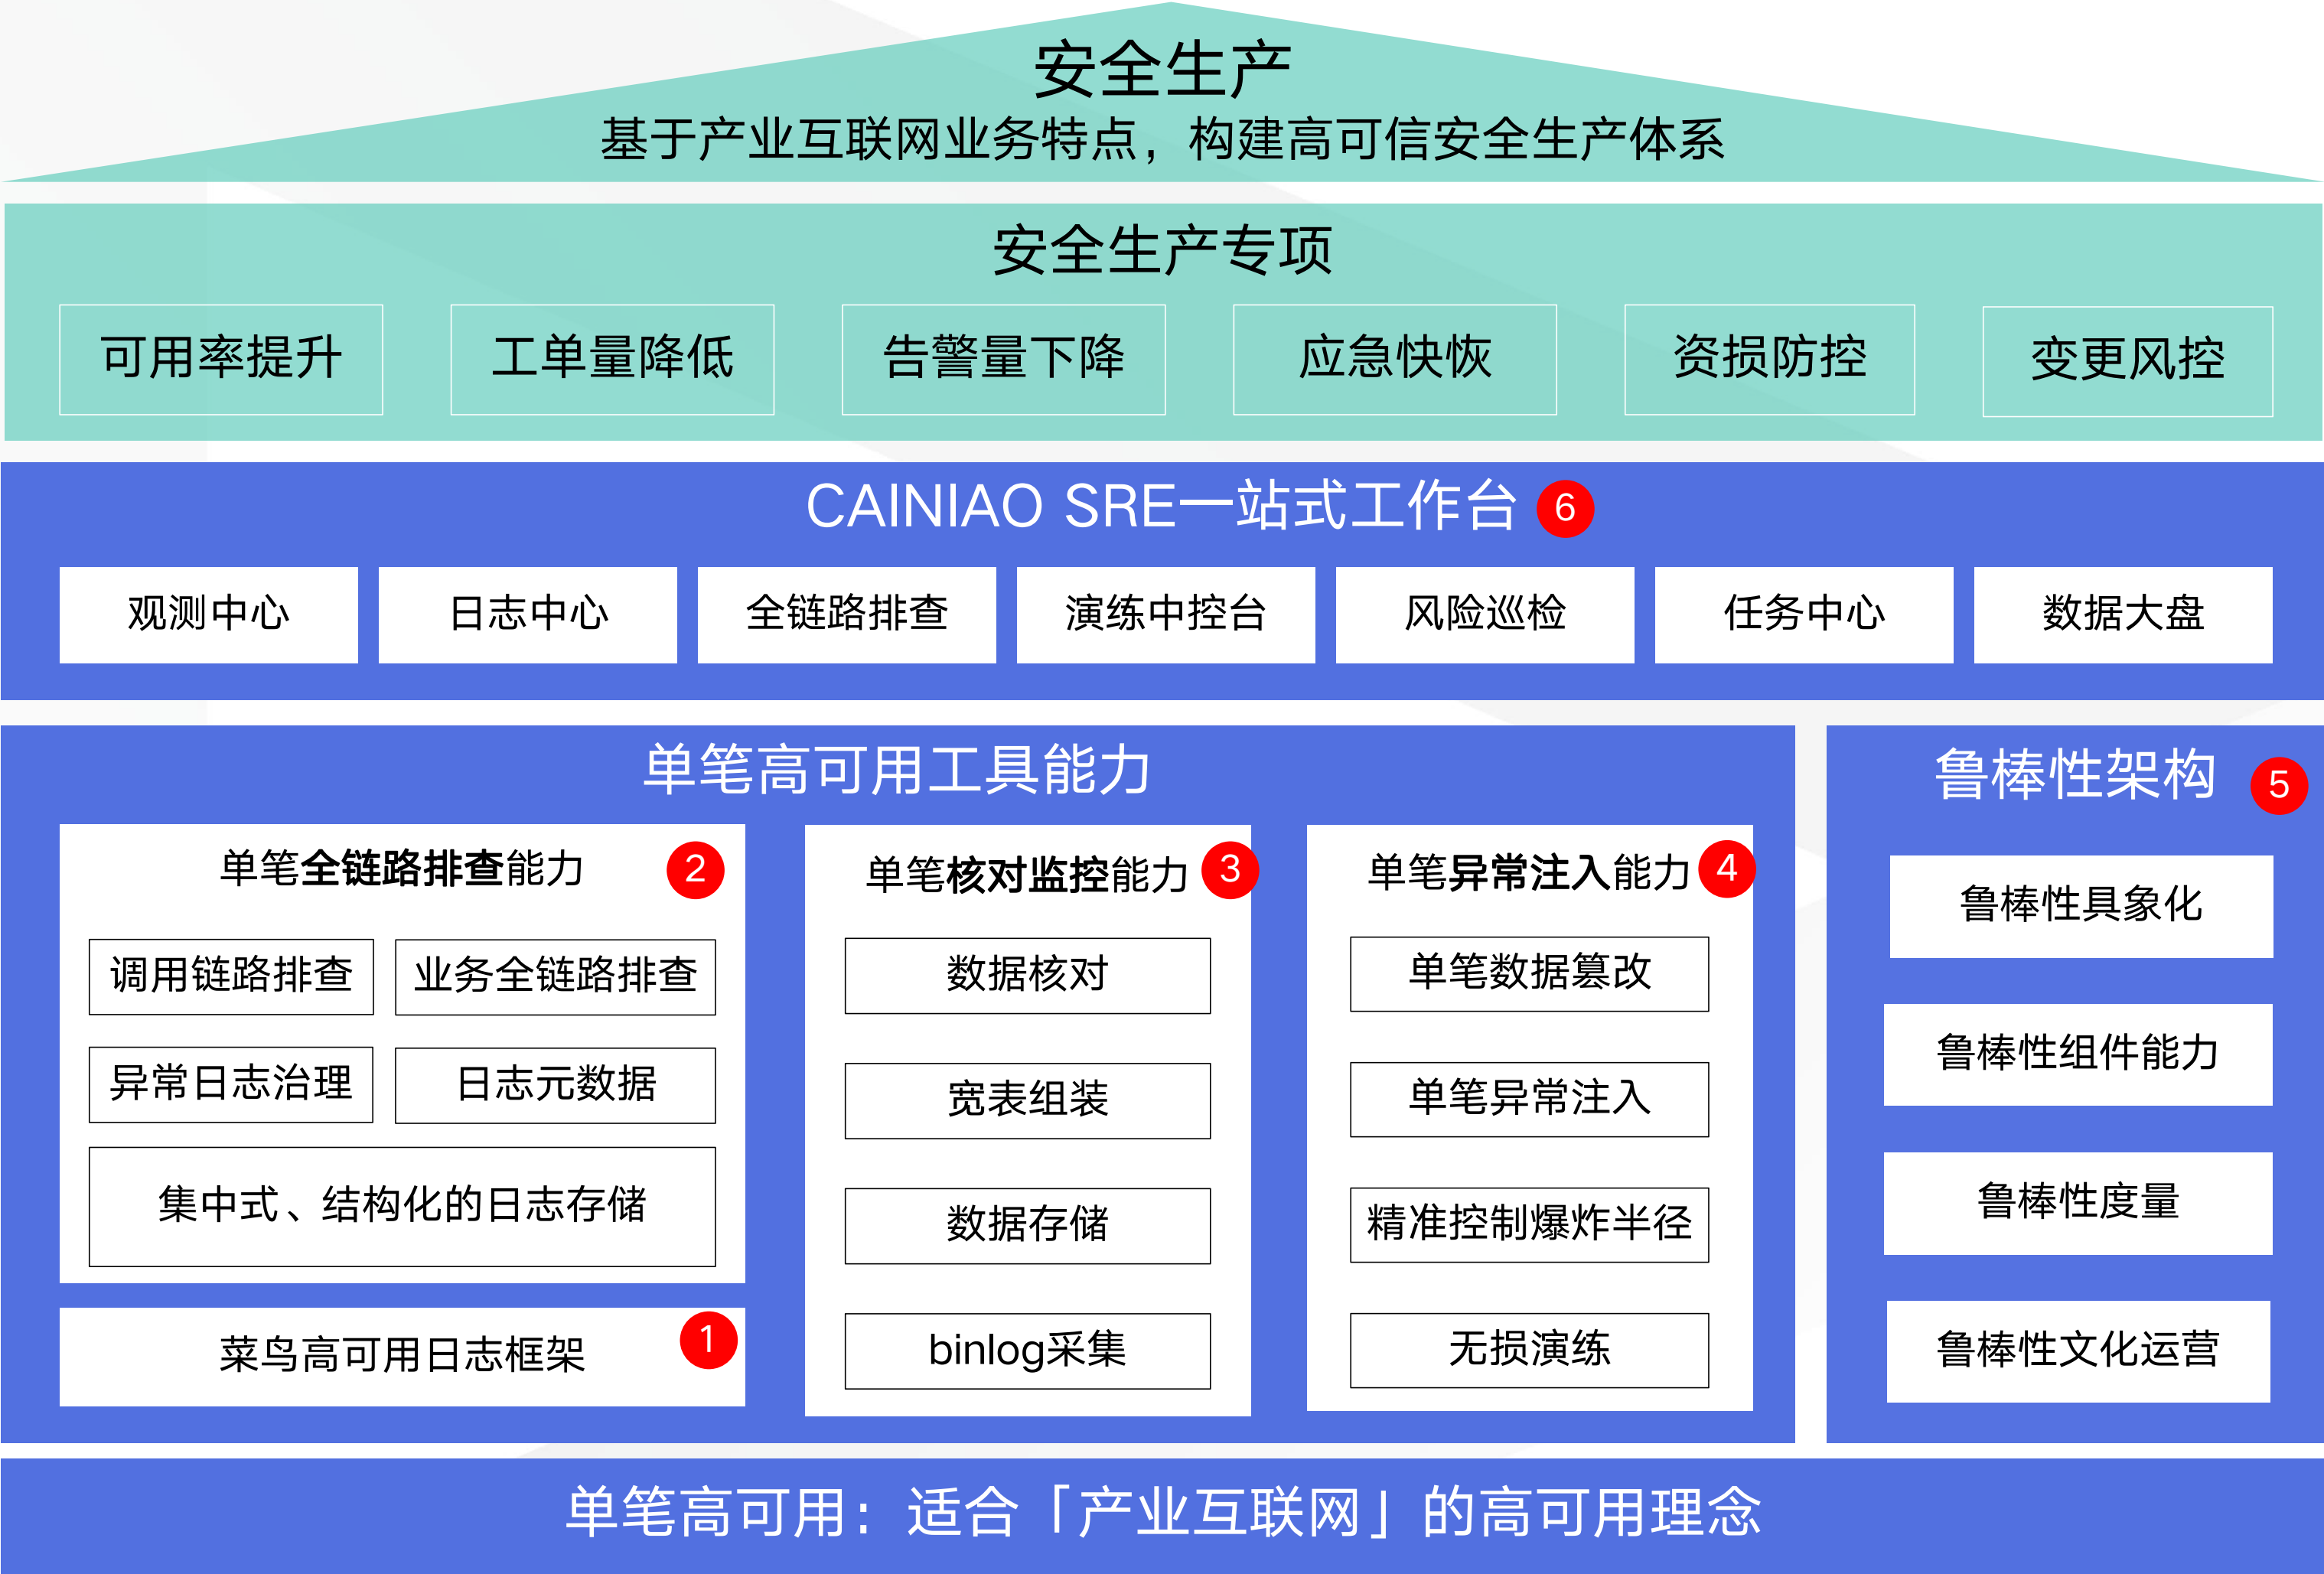 安全生产
基于产业互联网业务特点，构建高可信安全生产体系
安全生产专项
可用率提升
工单量降低
告警量下降
应急快恢
资损防控
变更风控
CAINIAO SRE一站式工作台
6
观测中心
日志中心
全链路排查
演练中控台
风险巡检
任务中心
数据大盘
单笔高可用工具能力
单笔全链路排查能力
2
调用链路排查
业务全链路排查
异常日志治理
日志元数据
集中式、结构化的日志存储
菜鸟高可用日志框架
1
单笔核对监控能力
3
数据核对
宽表组装
数据存储
binlog采集
单笔异常注入能力
4
单笔数据篡改
单笔异常注入
精准控制爆炸半径
无损演练
鲁棒性架构
5
鲁棒性具象化
鲁棒性组件能力
鲁棒性度量
鲁棒性文化运营
单笔高可用：适合「产业互联网」的高可用理念